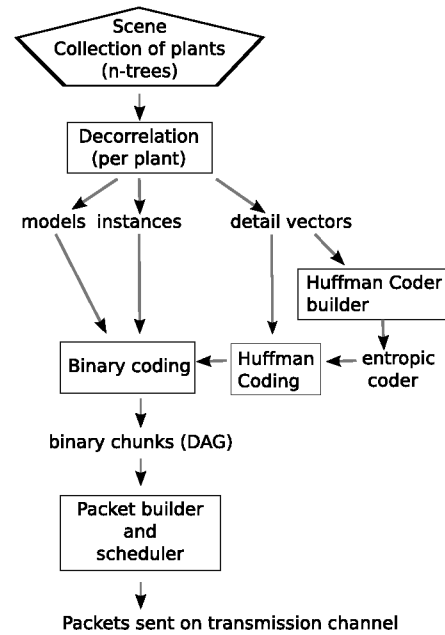 Scene
Collection of plants
(n-trees)
Decorrelation
(per plant)
models instances detail vectors
Huffman Coder
builder
Binary coding
Huffman
Coding
entropic
coder
binary chunks (DAG)
Packet builder
and
scheduler
Packets sent on transmission channel